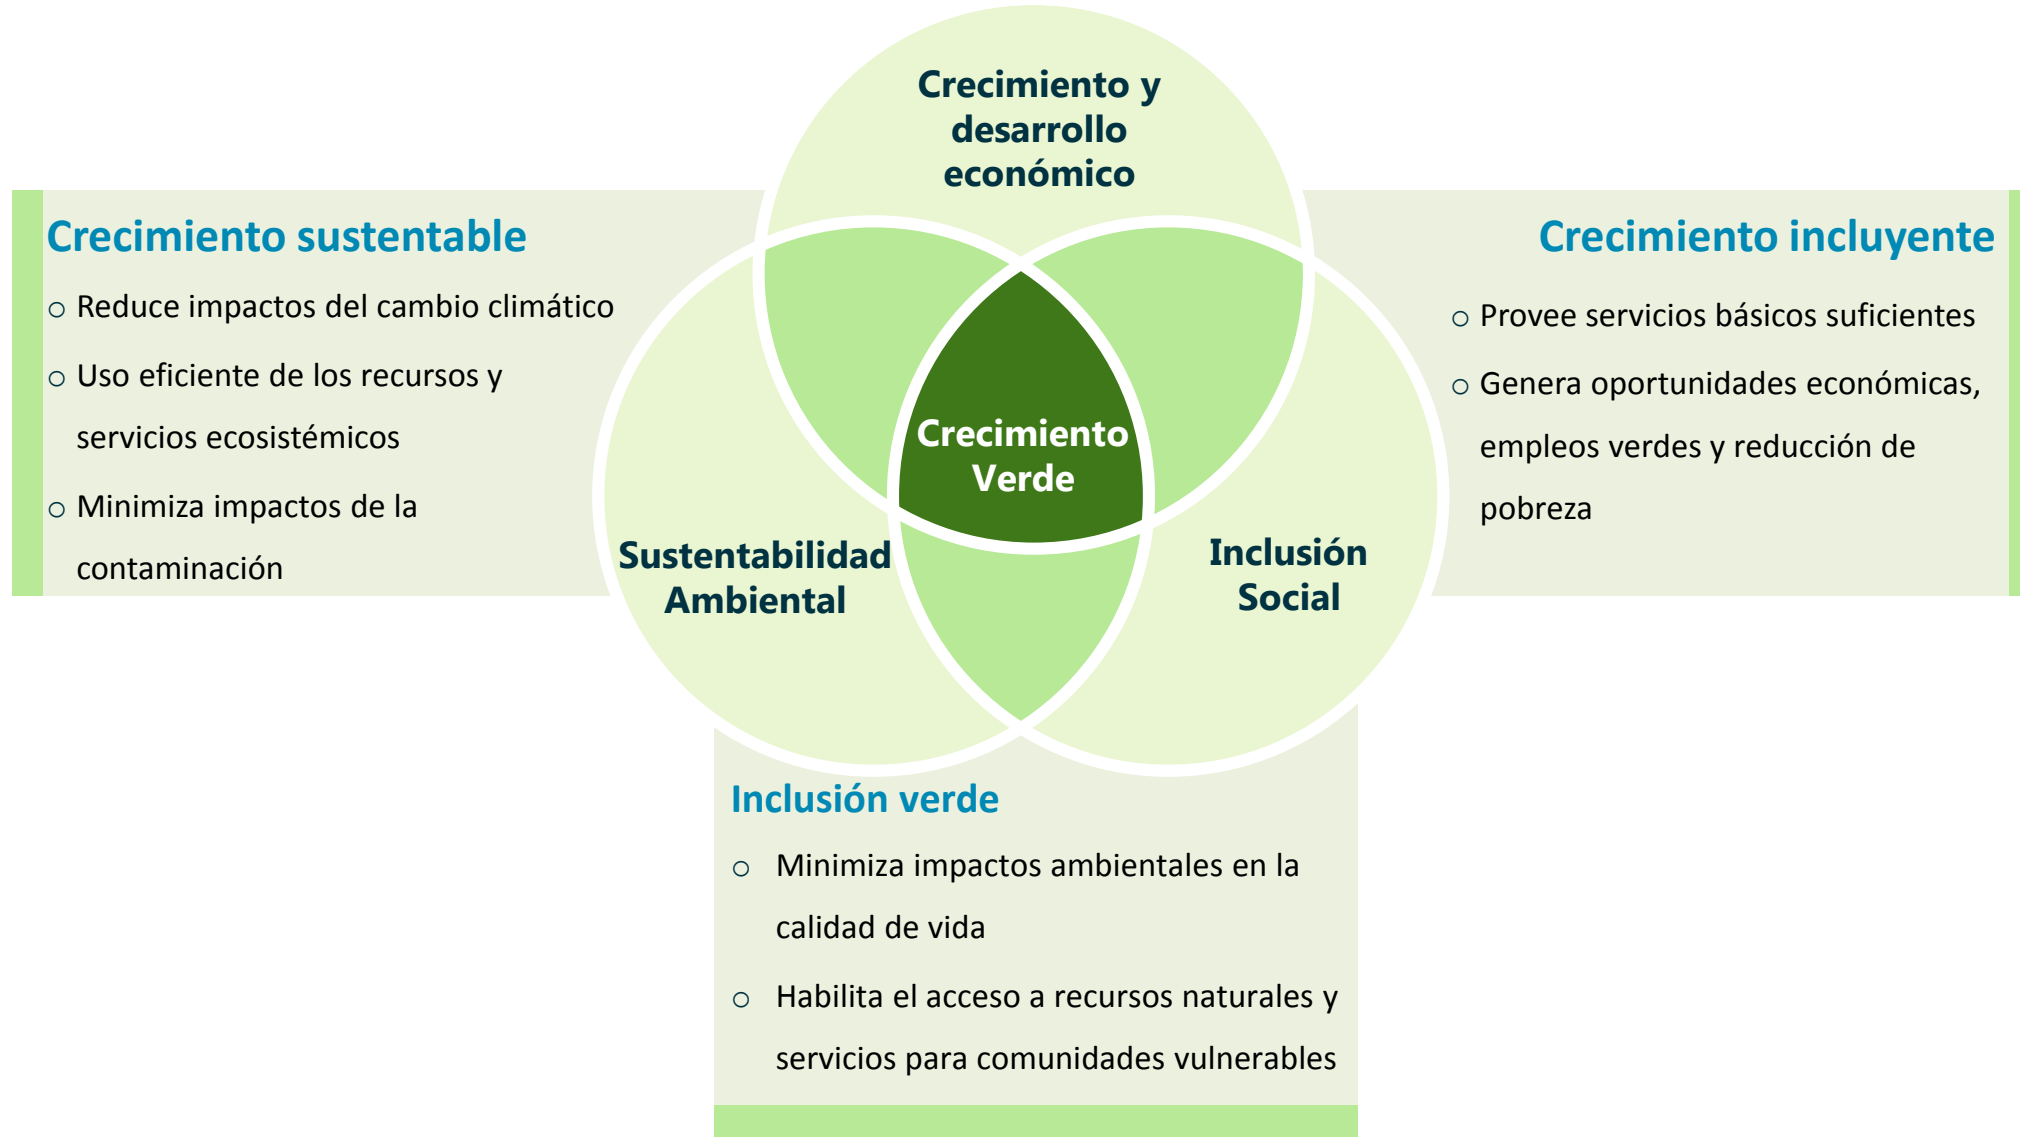 Crecimiento y
desarrollo
económico
Crecimiento sustentable
o Reduce impactos del cambio climático
o Uso eficiente de los recursos y
servicios ecosistémicos
o Minimiza impactos de la
contaminación
Crecimiento incluyente
o Provee servicios básicos suficientes
o Genera oportunidades económicas,
empleos verdes y reducción de
pobreza
Crecimiento
Verde
Sustentabilidad
Ambiental
Inclusión
Social
Inclusión verde
o Minimiza impactos ambientales en la
calidad de vida
o Habilita el acceso a recursos naturales y
servicios para comunidades vulnerables